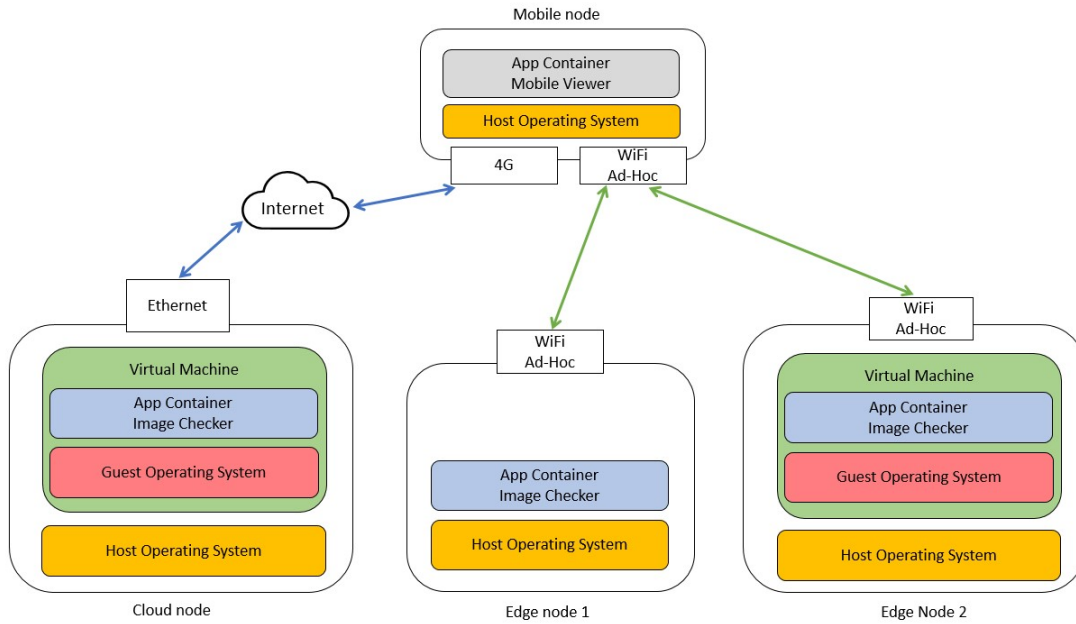 Mobile node
App Container
Mobile Viewer
Host Operating System
4G
WiFi
Ad-Hoc
Internet
Ethernet
Virtual Machine
App Container
Image Checker
Guest Operating System
Host Operating System
Cloud node
WiFi
Ad-Hoc
App Container
Image Checker
Host Operating System
Edge node 1
WiFi
Ad-Hoc
Virtual Machine
App Container
Image Checker
Guest Operating System
Host Operating System
Edge Node 2